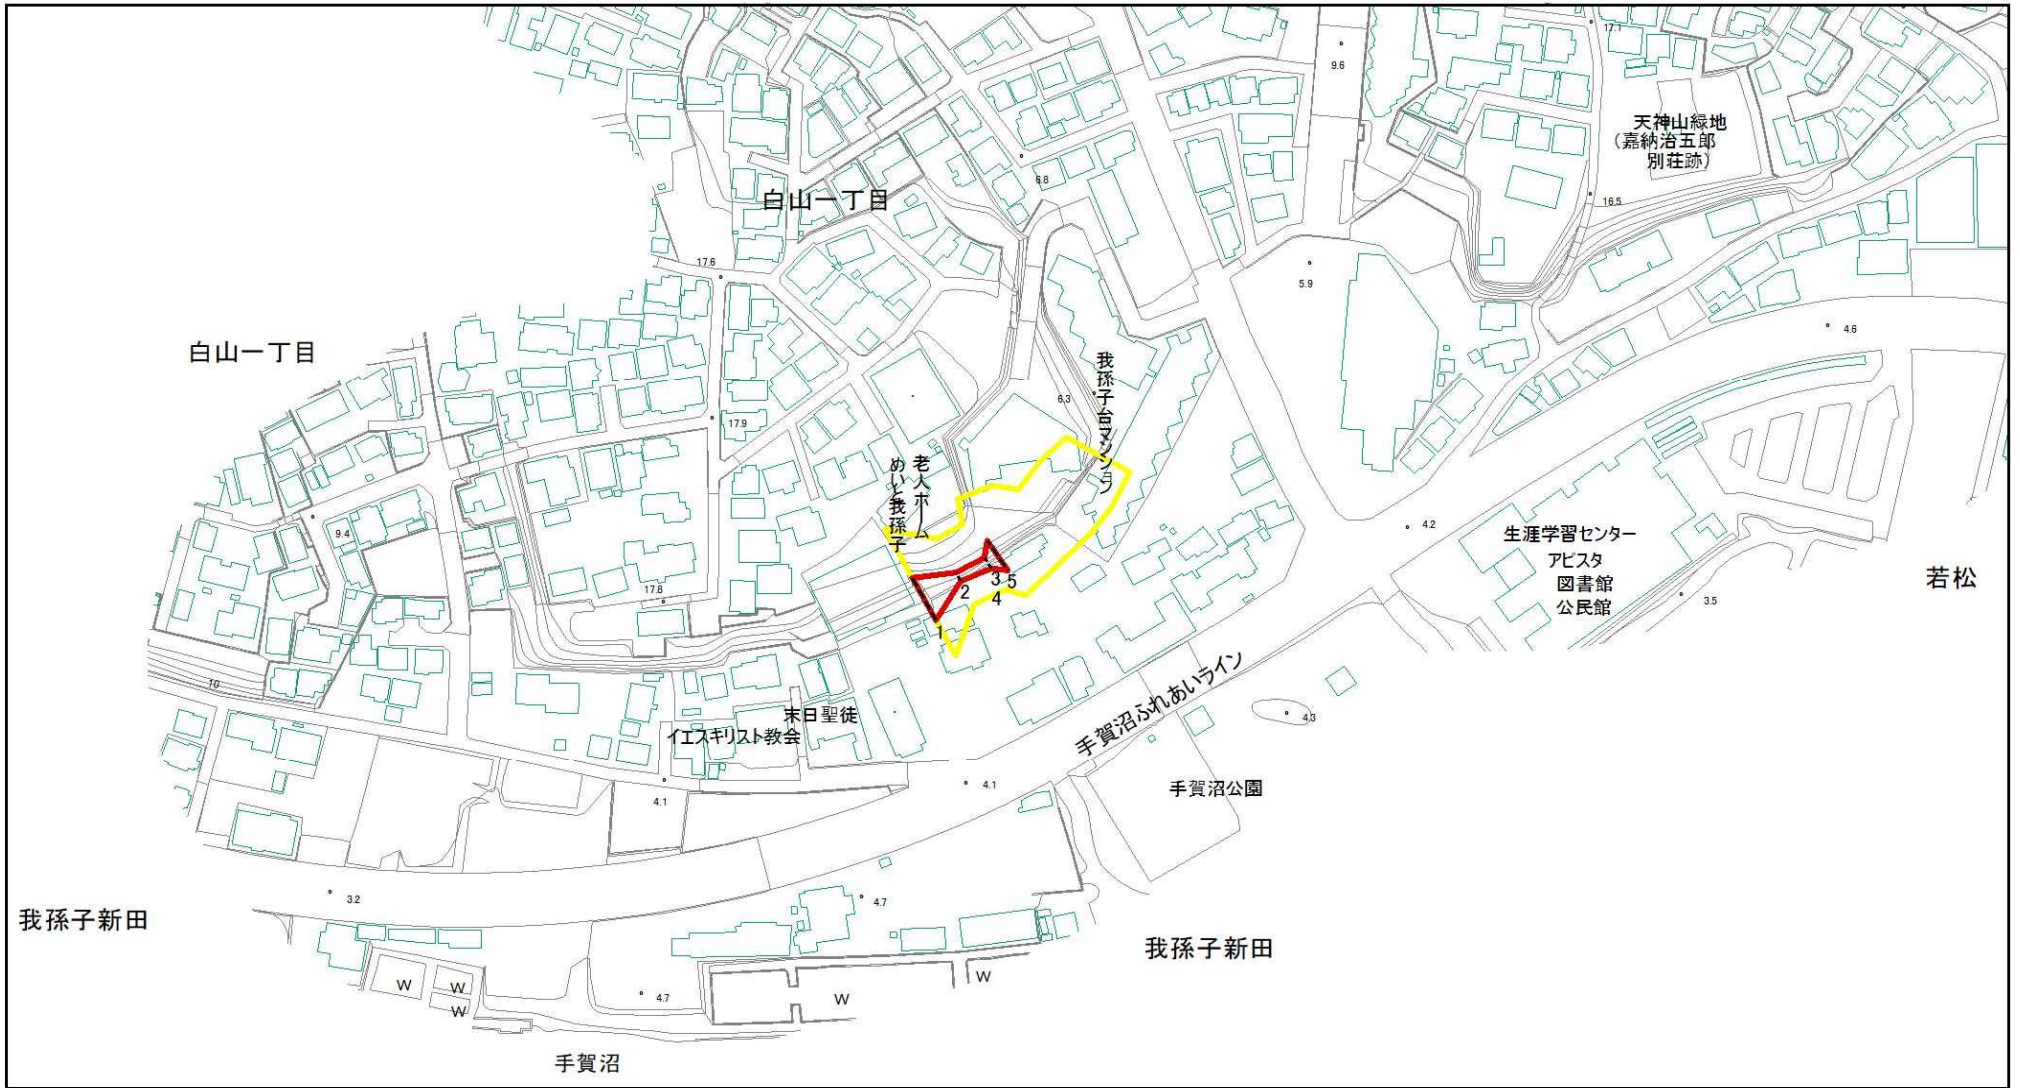 17.1
9.6
天神山緑地
（嘉納治五郎
別荘跡）
6.8
白山一丁目
16.5
17.6
5.9
4.6
白山一丁目
我孫子台マンション
6.3
17.9
老人ホーム
めいと我孫子
4.2
9.4
生涯学習センター
アビスタ
図書館
公民館
若松
3
5
2
4
17.8
3.5
1
手賀沼ふれあいライン
10
末日聖徒
イエスキリスト教会
4.3
手賀沼公園
4.1
4.1
3.2
4.7
我孫子新田
我孫子新田
W
W
W
W
W
4.7
手賀沼